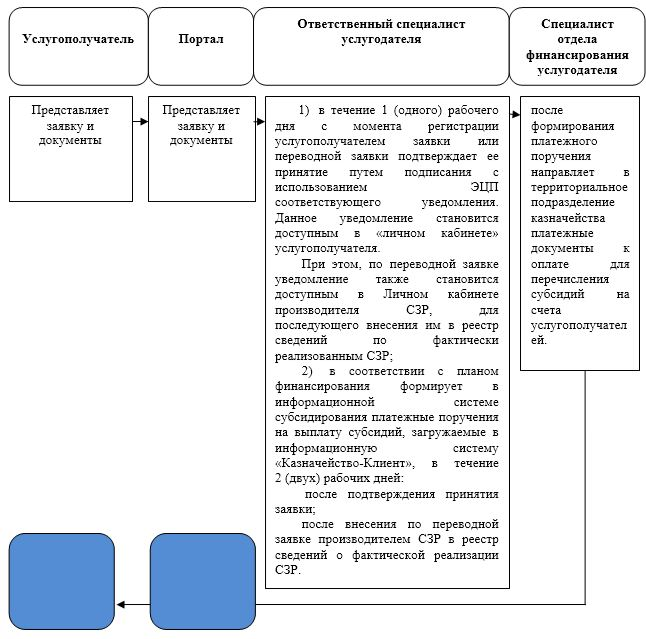 Услугополучатель
Портал
Ответственный специалист
услугодателя
Специалист
отдела
финансирования
услугодателя
Представляет
заявку и
документы
Представляет
заявку и
документы
1) в течение 1 (одного) рабочего
дня с момента регистрации
услугополучателем заявки или
переводной заявки подтверждает ее
принятие путем подписания с
использованием ЭЦП
соответствующего уведомления.
Данное уведомление становится
доступным в «личном кабинете»
услугополучателя.
При этом, по переводной заявке
уведомление также становится
доступным в Личном кабинете
производителя СЗР, для
последующего внесения им в реестр
сведений по фактически
реализованным СЗР;
2) в соответствии с планом
финансирования формирует в
информационной системе
субсидирования платежные поручения
на выплату субсидий, загружаемые в
информационную систему
«Казначейство-Клиент», в течение
2 (двух) рабочих дней:
после подтверждения принятия
заявки;
после внесения по переводной
заявке производителем СЗР в реестр
сведений о фактической реализации
СЗР.
после
формирования
платежного
поручения
направляет в
территориальное
подразделение
казначейства
платежные
документы к
оплате для
перечисления
субсидий на
счета
услугополучател
ей.